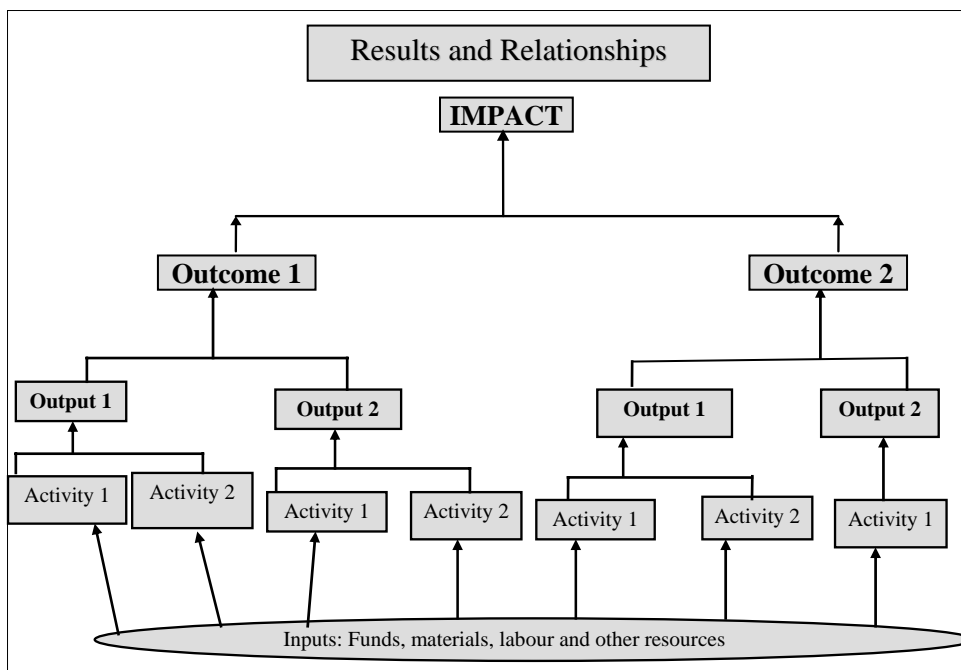 Results and Relationships
IMPACT
Outcome 1
Outcome 2
Output 1
Output 2
Output 1
Output 2
Activity 1
Activity 2
Activity 1
Activity 2
Activity 1
Activity 2
Activity 1
Inputs: Funds, materials, labour and other resources